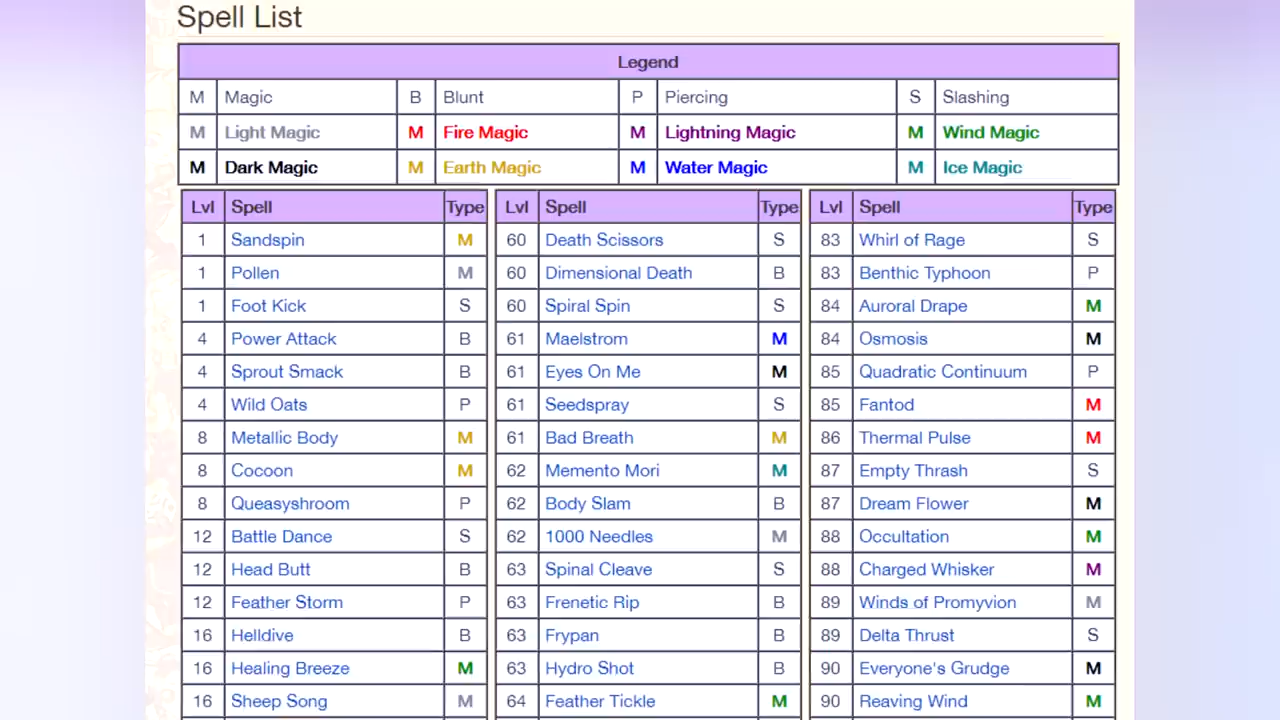 Spell List
Legend
M Magic B Blunt P Piercing S Slashing
M Light Magic M Fire Magic M Lightning Magic M Wind Magic
M Dark Magic M Earth Magic M Water Magic M Ice Magic
Lvl Spell Type Lvl Spell Type Lvl Spell Type
1 Sandspin M 60 Death Scissors S 83 Whirl of Rage S
1 Pollen M 60 Dimensional Death B 83 Benthic Typhoon P
1 Foot Kick S 60 Spiral Spin S 84 Auroral Drape M
4 Power Attack B 61 Maelstrom M 84 Osmosis M
4 Sprout Smack B 61 Eyes On Me M 85 Quadratic Continuum P
4 Wild Oats P 61 Seedspray S 85 Fantod M
8 Metallic Body M 61 Bad Breath M 86 Thermal Pulse M
8 Cocoon M 62 Memento Mori M 87 Empty Thrash S
8 Queasyshroom P 62 Body Slam B 87 Dream Flower M
12 Battle Dance S 62 1000 Needles M 88 Occultation M
12 Head Butt B 63 Spinal Cleave S 88 Charged Whisker M
12 Feather Storm P 63 Frenetic Rip B 89 Winds of Promyvion M
16 Helldive B 63 Frypan B 89 Delta Thrust S
16 Healing Breeze M 63 Hydro Shot B 90 Everyone's Grudge M
16 Sheep Song M 64 Feather Tickle M 90 Reaving Wind M